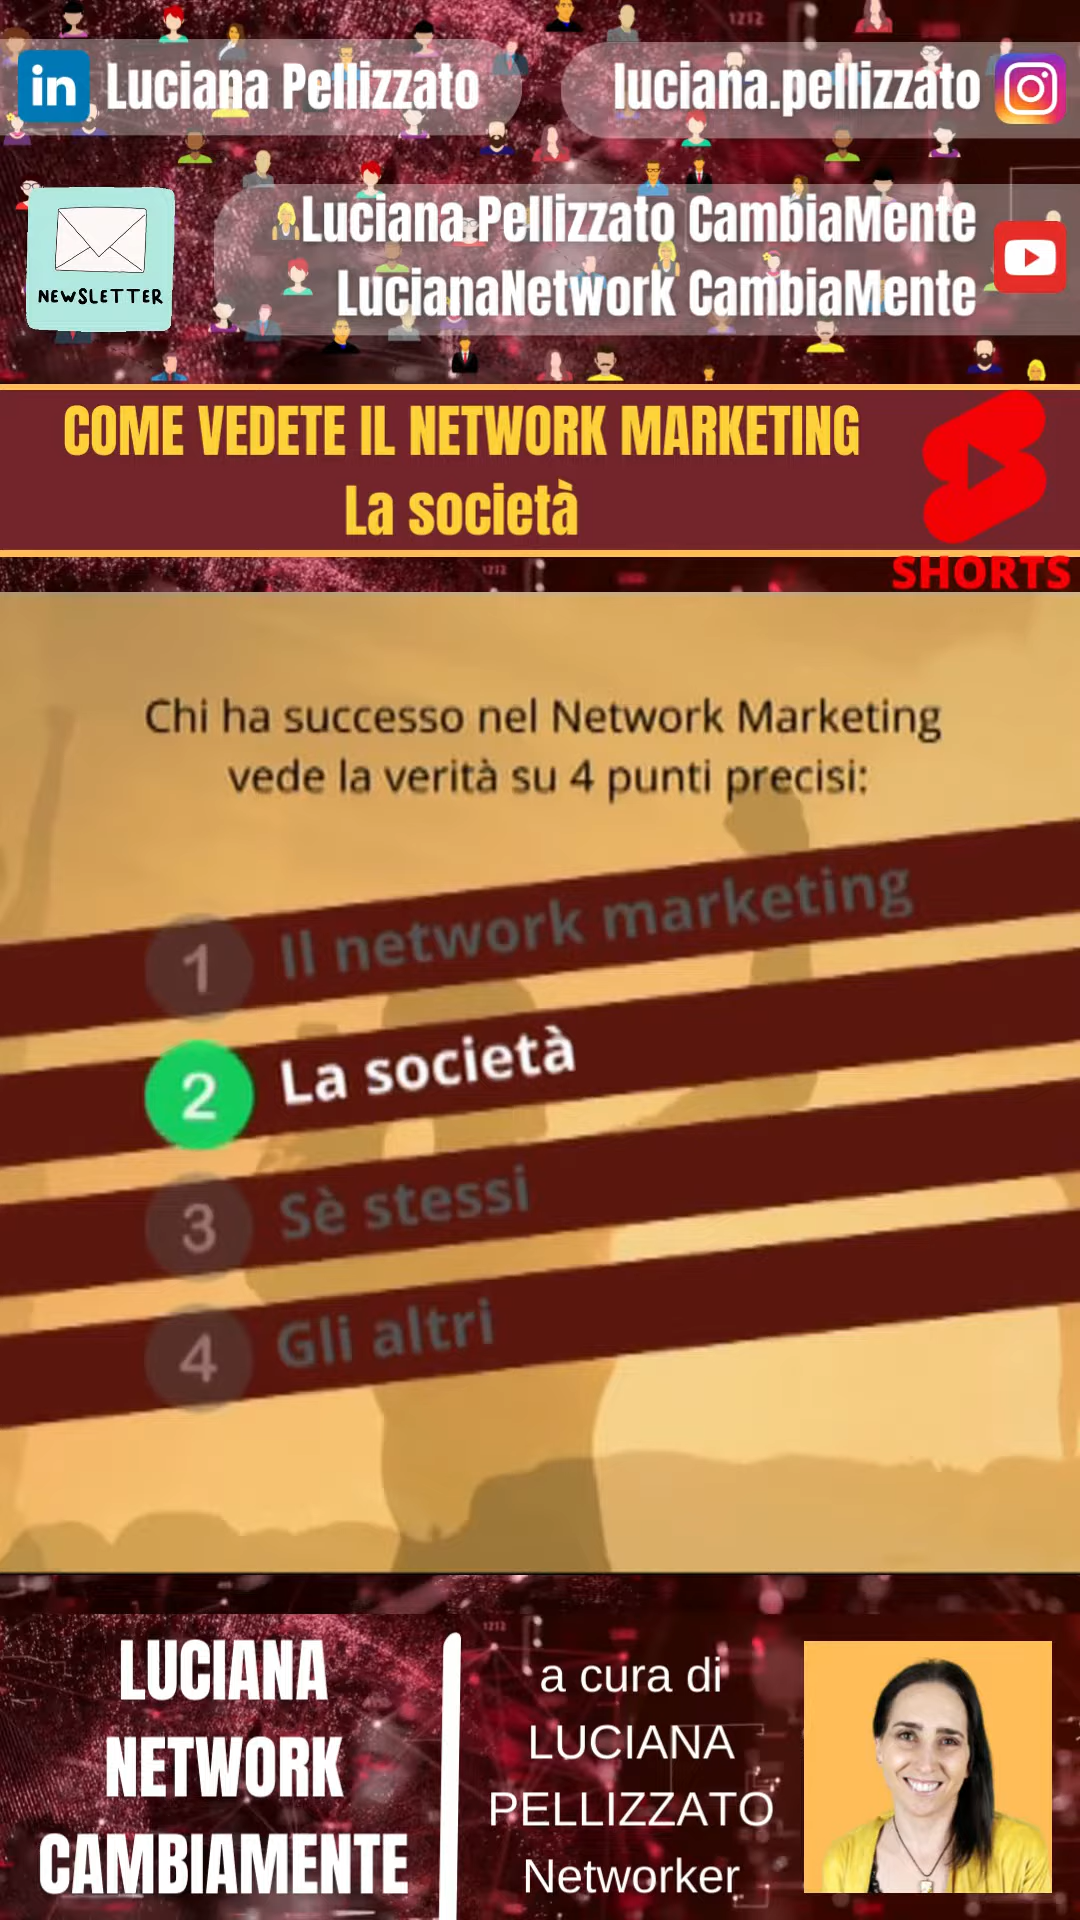 in Luciana Pellizzato
luciana.pellizzato
NEWSLETTER
Luciana Pellizzato CambiaMente
LucianaNetwork CambiaMente
COME VEDETE IL NETWORK MARKETING
La società
SHORTS
Chi ha successo nel Network Marketing
vede la verità su 4 punti precisi:
1 Il network marketing
2 La società
3 Sè stessi
4 Gli altri
LUCIANA
NETWORK
CAMBIAMENTE
a cura di
LUCIANA
PELLIZZATO
Networker